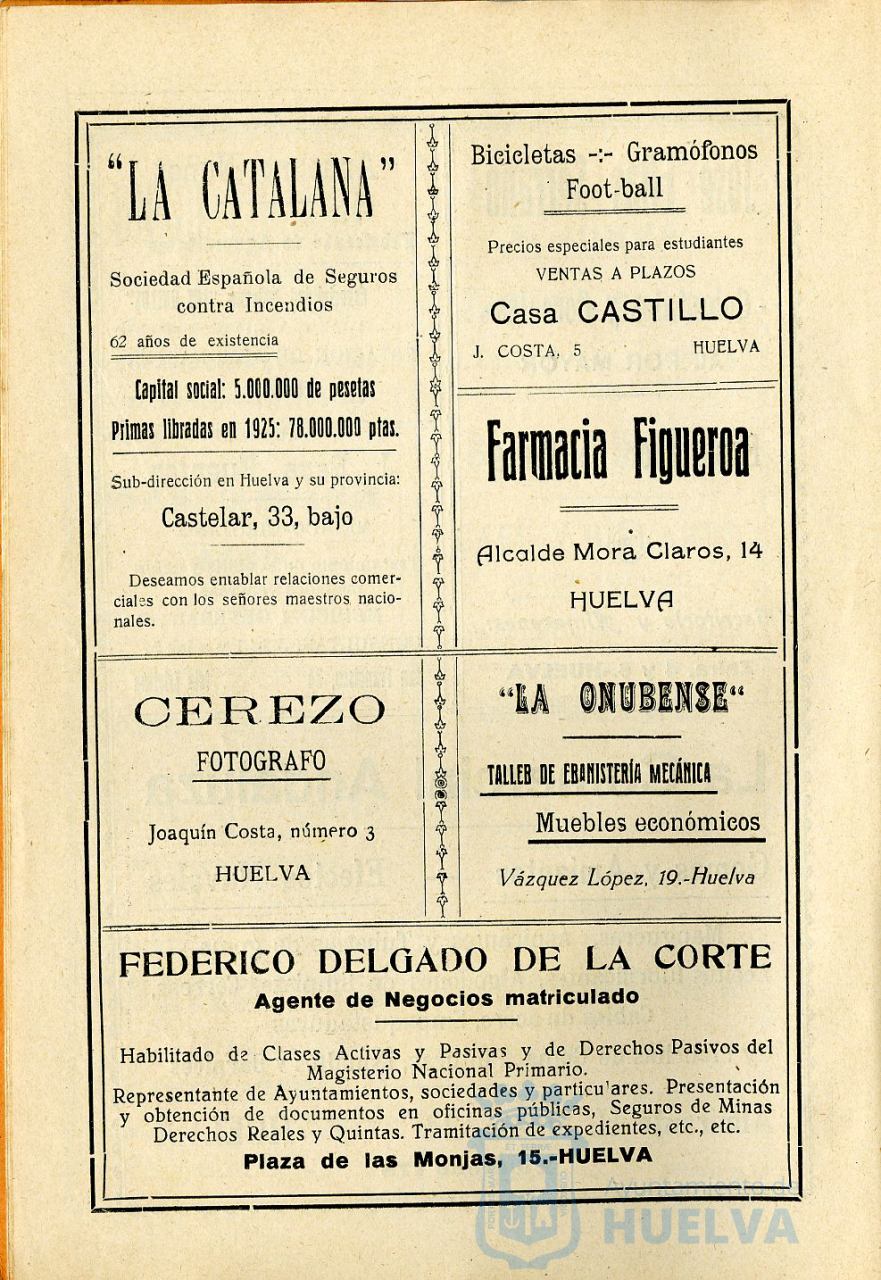 "LA CATALANA"
Sociedad Española de Seguros
contra Incendios
62 años de existencia
Capital social: 5.000.000 de pesetas
Primas libradas en 1925: 78.000.000 ptas.
Sub-dirección en Huelva y su provincia:
Castelar, 33, bajo
Deseamos entablar relaciones comer-
ciales con los señores maestros nacio-
nales.
Bicicletas -:- Gramófonos
Foot-ball
Precios especiales para estudiantes
VENTAS A PLAZOS
Casa CASTILLO
J. COSTA, 5 HUELVA
Farmacia Figueroa
Alcalde Mora Claros, 14
HUELVA
CEREZO
FOTOGRAFO
Joaquín Costa, número 3
HUELVA
"LA ONUBENSE"
TALLER DE EBANISTERÍA MECÁNICA
Muebles económicos
Vázquez López, 19.-Huelva
FEDERICO DELGADO DE LA CORTE
Agente de Negocios matriculado
Habilitado de Clases Activas y Pasivas y de Derechos Pasivos del
Magisterio Nacional Primario.
Representante de Ayuntamientos, sociedades y particu'ares. Presentación
y obtención de documentos en oficinas públicas, Seguros de Minas
Derechos Reales y Quintas. Tramitación de expedientes, etc., etc.
Plaza de las Monjas, 15.-HUELVA
Ayuntamiento de
HUELVA